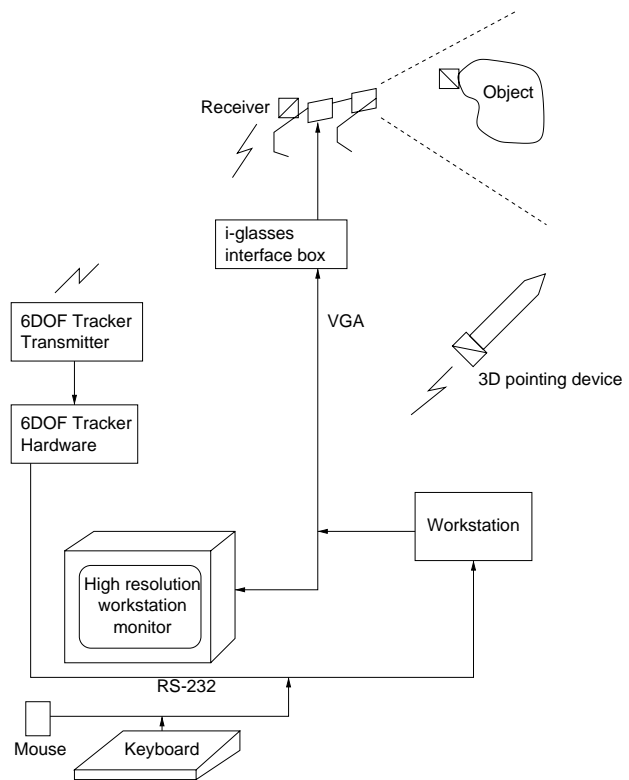 Receiver
Object
i-glasses
interface box
VGA
6DOF Tracker
Transmitter
3D pointing device
6DOF Tracker
Hardware
Workstation
High resolution
workstation
monitor
RS-232
Mouse
Keyboard